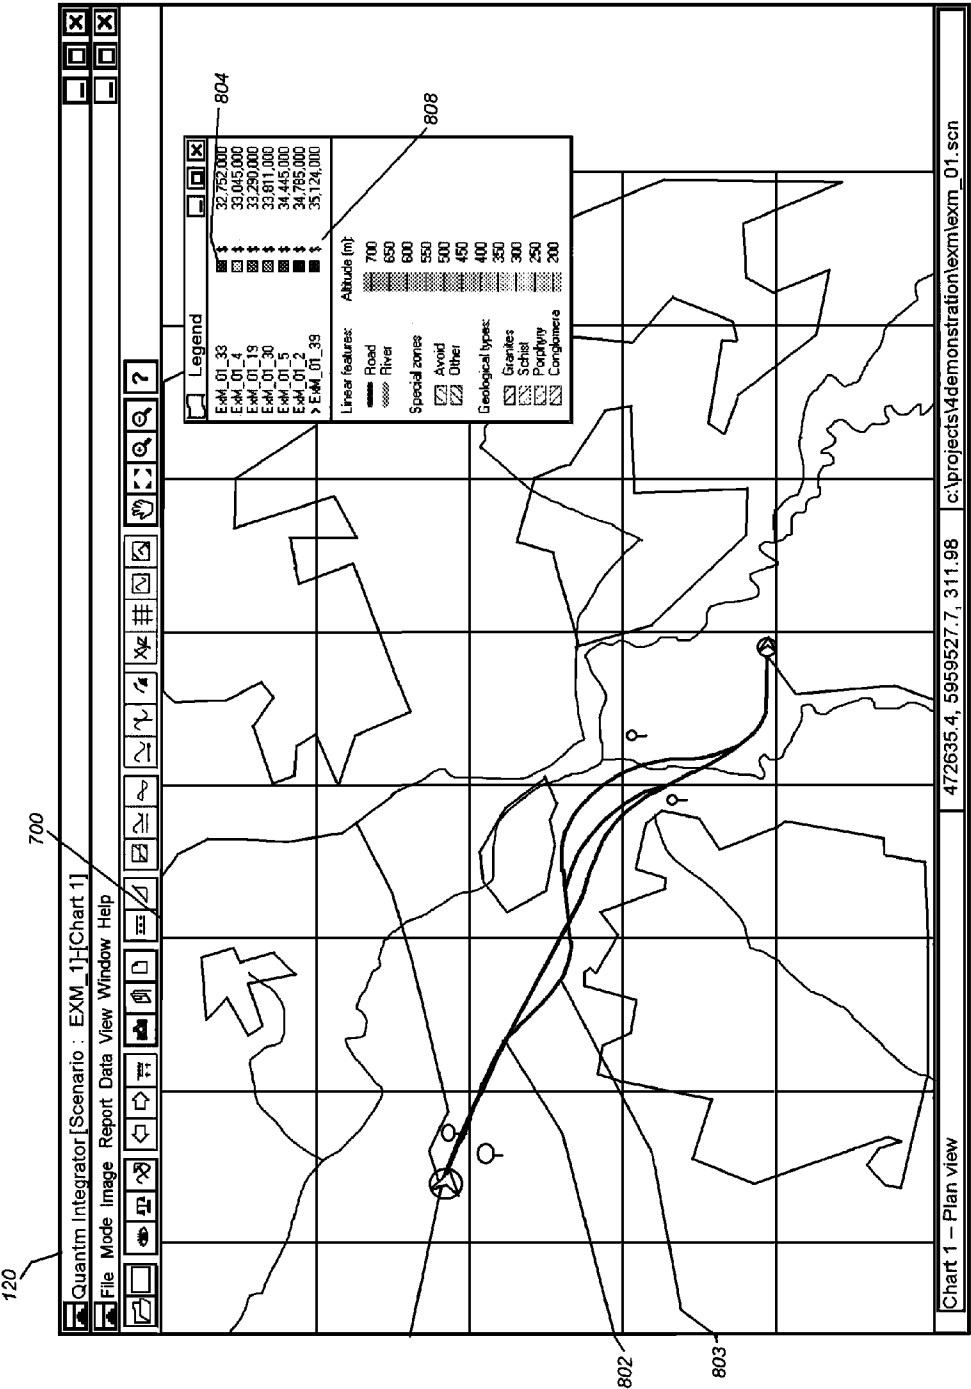 120
700
Quantm Integrator [Scenario : EXM_1]-[Chart 1]
File Mode Image Report Data View Window Help
xyz
?
Legend
804
ExM_01_33 $ 32,752,000
ExM_01_4 $ 33,045,000
ExM_01_19 $ 33,290,000
ExM_01_30 $ 33,811,000
ExM_01_5 $ 34,445,000
ExM_01_2 $ 34,785,000
> ExM_01_39 $ 35,124,000
808
Linear features:
Road
River
Special zones
Avoid
Other
Geological types:
Granites
Schist
Porphyry
Conglomera
Altitude (m):
700
650
600
550
500
450
400
350
300
250
200
802
803
Chart 1 – Plan view
472635.4, 5959527.7, 311.98
c:\projects\4demonstration\exm\exm_01.scn